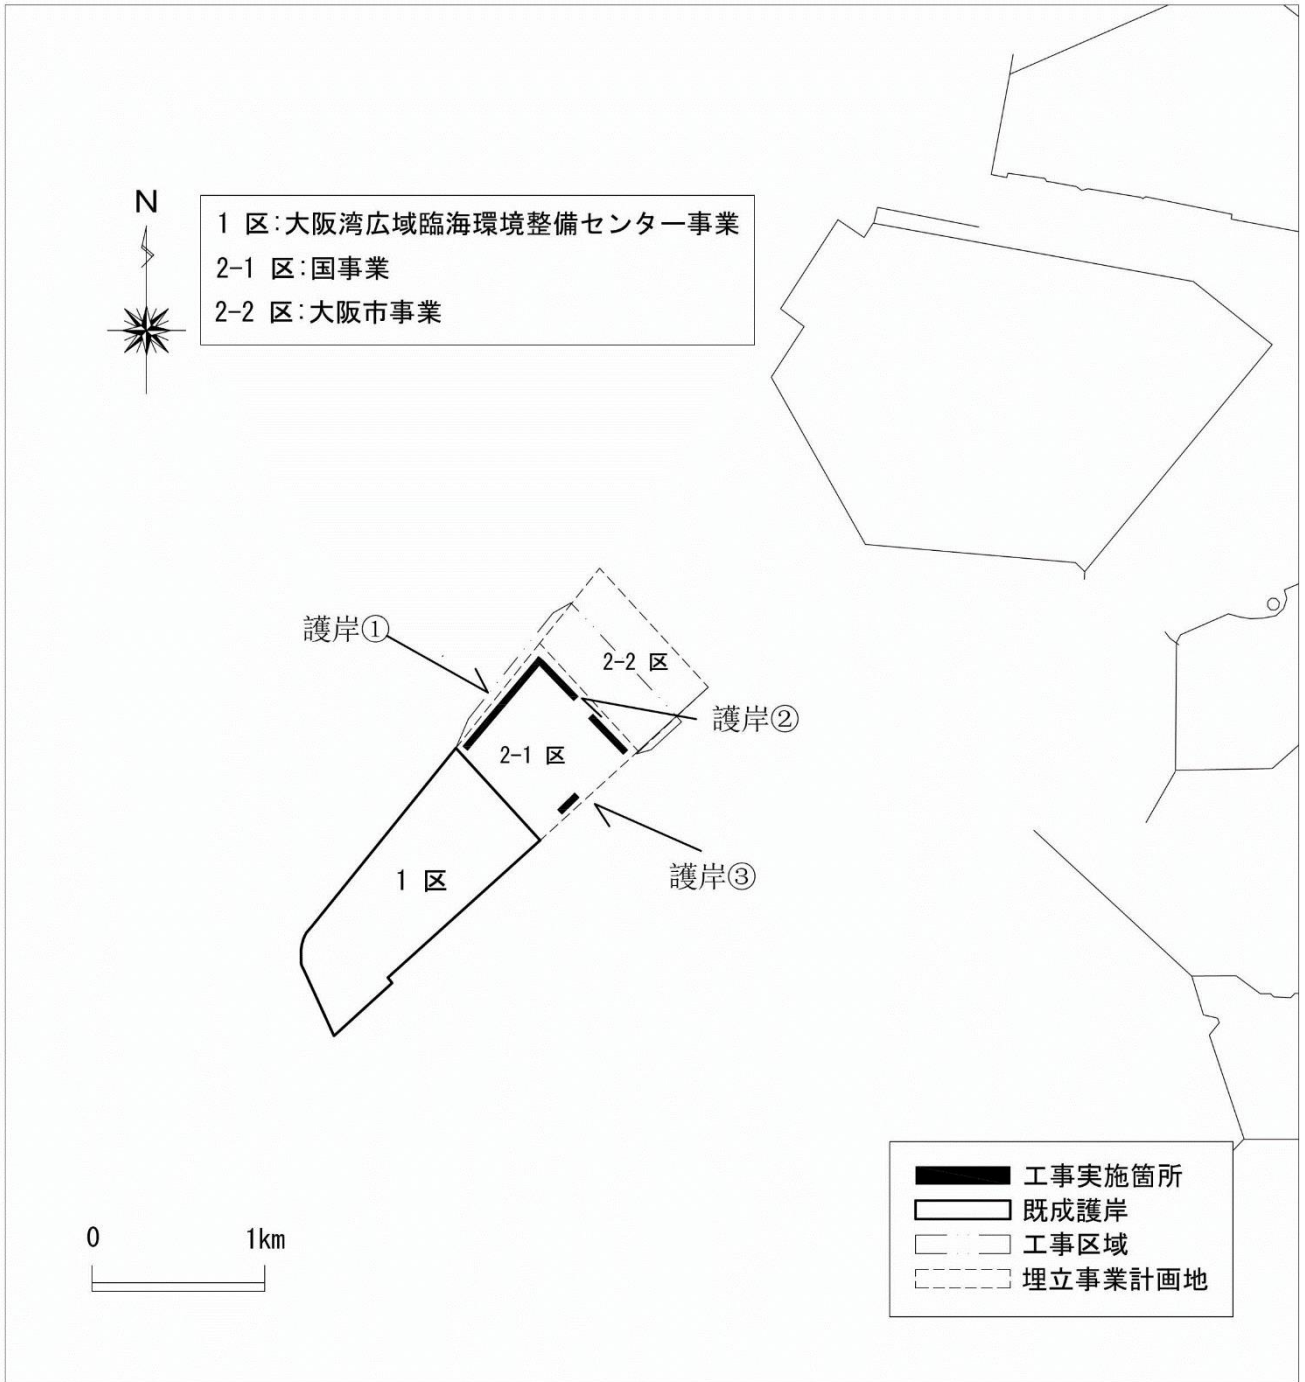 N
1 区:大阪湾広域臨海環境整備センター事業
2-1 区:国事業
2-2 区:大阪市事業
護岸①
2-2 区
護岸②
2-1 区
護岸③
1 区
0 1km
工事実施箇所
既成護岸
工事区域
埋立事業計画地